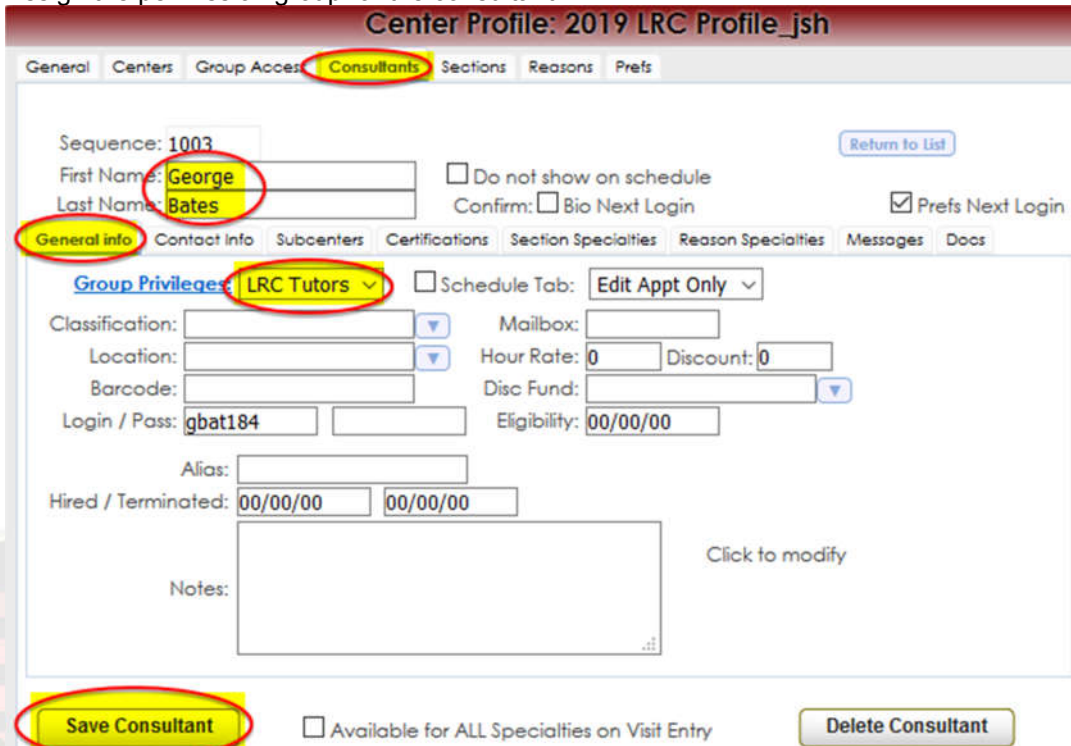 Center Profile: 2019 LRC Profile_jsh
General Centers Group Access Consultants Sections Reasons Prefs
Sequence: 1003 Return to List
First Name: George Do not show on schedule
Last Name: Bates Confirm: Bio Next Login Prefs Next Login
General info Contact Info Subcenters Certifications Section Specialties Reason Specialties Messages Docs
Group Privileges: LRC Tutors Schedule Tab: Edit Appt Only
Classification: Mailbox:
Location: Hour Rate: 0 Discount: 0
Barcode: Disc Fund:
Login / Pass: gbat184 Eligibility: 00/00/00
Alias:
Hired / Terminated: 00/00/00 00/00/00
Click to modify
Notes:
Save Consultant Available for ALL Specialties on Visit Entry Delete Consultant